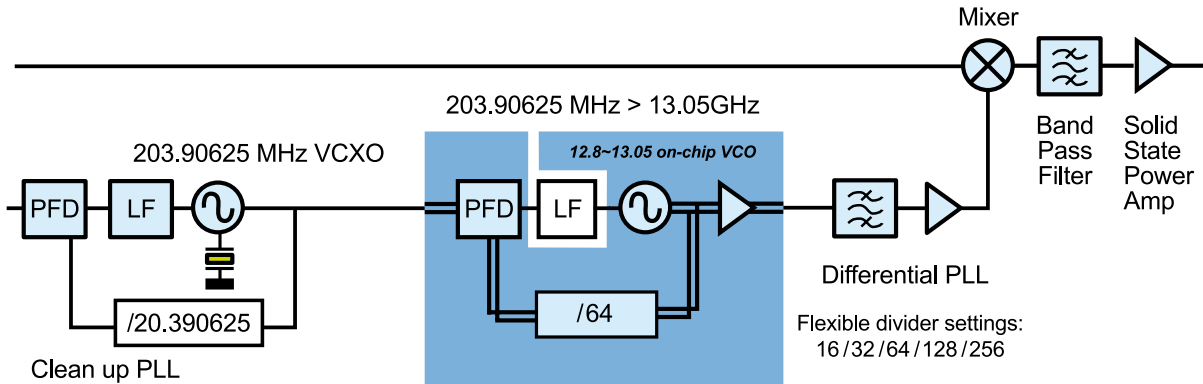 Mixer
203.90625 MHz > 13.05GHz
12.8~13.05 on-chip VCO
203.90625 MHz VCXO
Band
Pass
Filter
Solid
State
Power
Amp
PFD
LF
PFD
LF
/20.390625
/64
Differential PLL
Flexible divider settings:
16/32/64/128/256
Clean up PLL